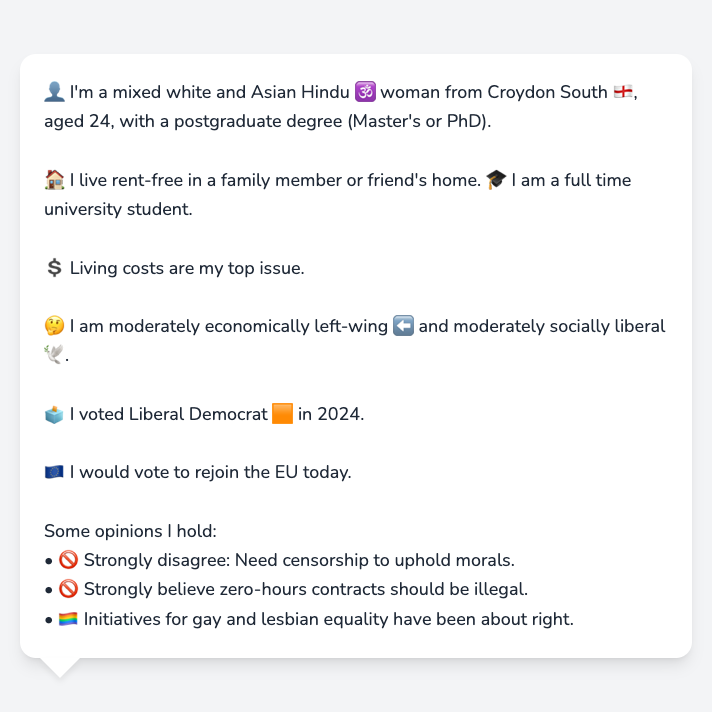 👤 I'm a mixed white and Asian Hindu 🕉️ woman from Croydon South 🏴󠁧󠁢󠁥󠁮󠁧󠁿,
aged 24, with a postgraduate degree (Master's or PhD).
🏠 I live rent-free in a family member or friend's home. 🎓 I am a full time
university student.
💲 Living costs are my top issue.
🤔 I am moderately economically left-wing ⬅️ and moderately socially liberal
🕊️.
🗳️ I voted Liberal Democrat 🟧 in 2024.
🇪🇺 I would vote to rejoin the EU today.
Some opinions I hold:
• 🚫 Strongly disagree: Need censorship to uphold morals.
• 🚫 Strongly believe zero-hours contracts should be illegal.
• 🏳️‍🌈 Initiatives for gay and lesbian equality have been about right.